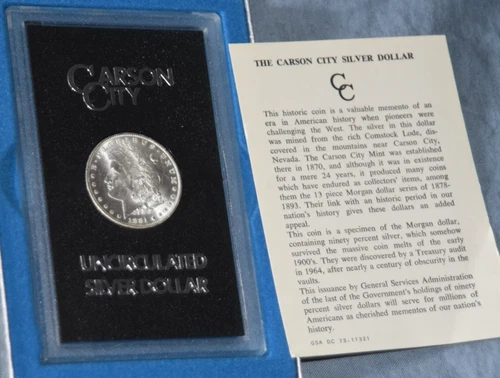 CARSON
CITY
UNCIRCULATED
SILVER DOLLAR
THE CARSON CITY SILVER DOLLAR
CC
This historic coin is a valuable memento of an
era in American history when pioneers were
challenging the West. The silver in this dollar
was mined from the rich Comstock Lode, dis-
covered in the mountains near Carson City,
Nevada. The Carson City Mint was established
there in 1870, and although it was in existence
for a mere 24 years, it produced many coins
which have endured as collectors' items, among
them the 13 piece Morgan dollar series of 1878-
1893. Their link with an historic period in our
nation's history gives these dollars an added
appeal.
This coin is a specimen of the Morgan dollar,
containing ninety percent silver, which somehow
survived the massive coin melts of the early
1900's. They were discovered by a Treasury audit
in 1964, after nearly a century of obscurity in the
vaults.
This issuance by General Services Administration
of the last of the Government's holdings of ninety
percent silver dollars will serve for millions of
Americans as cherished mementos of our nation's
history.
GSA DC 73-11321